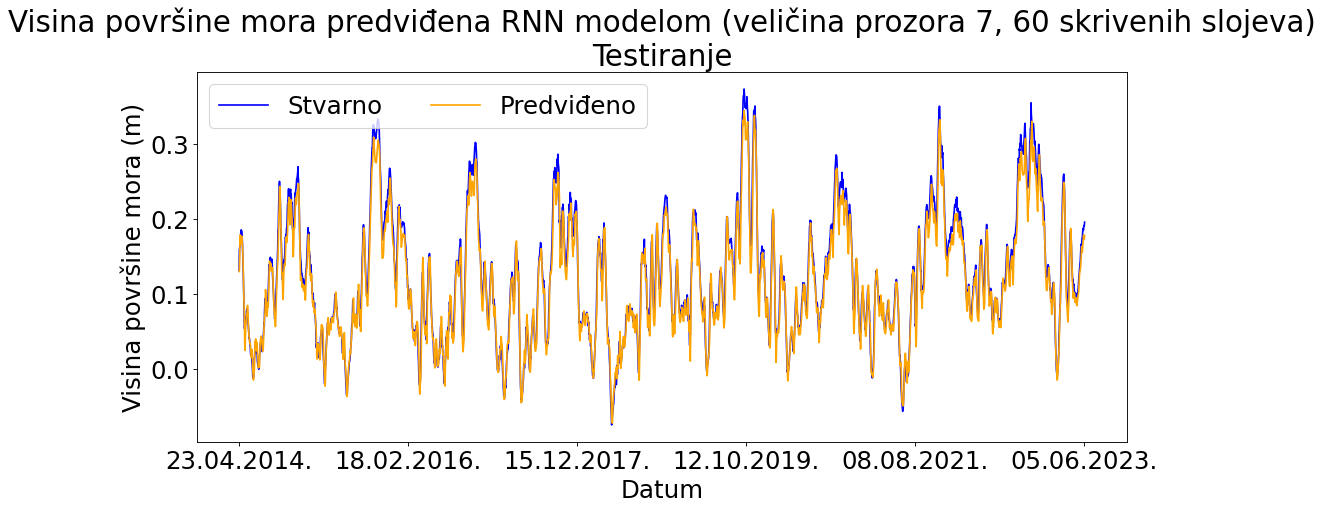 Visina površine mora predviđena RNN modelom (veličina prozora 7, 60 skrivenih slojeva)
Testiranje
Stvarno Predviđeno
Visina površine mora (m)
0.3
0.2
0.1
0.0
23.04.2014. 18.02.2016. 15.12.2017. 12.10.2019. 08.08.2021. 05.06.2023.
Datum